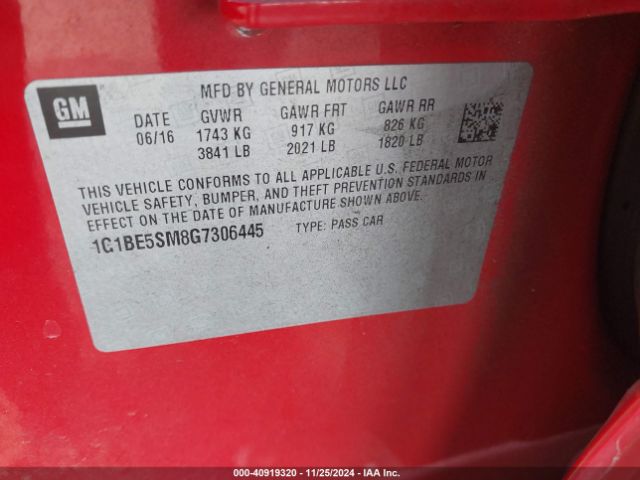 GM
MFD BY GENERAL MOTORS LLC
DATE GVWR GAWR FRT GAWR RR
06/16 1743 KG 917 KG 826 KG
3841 LB 2021 LB 1820 LB
THIS VEHICLE CONFORMS TO ALL APPLICABLE U.S. FEDERAL MOTOR
VEHICLE SAFETY, BUMPER, AND THEFT PREVENTION STANDARDS IN
EFFECT ON THE DATE OF MANUFACTURE SHOWN ABOVE.
1G1BE5SM8G7306445 TYPE: PASS CAR
000-40919320 - 11/25/2024 - IAA Inc.